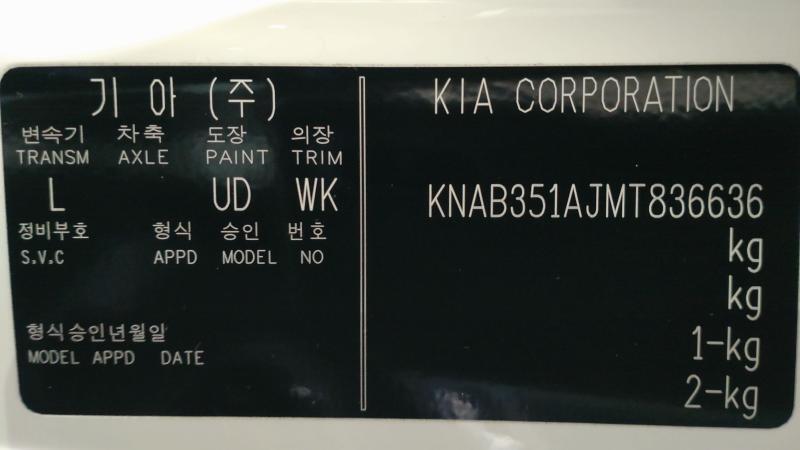 기 아 (주)
변속기 차축 도장 의장
TRANSM AXLE PAINT TRIM
L UD WK
정비부호 형식 승인 번호
S.V.C APPD MODEL NO
형식승인년월일
MODEL APPD DATE
KIA CORPORATION
KNAB351AJMT836636
kg
kg
1-kg
2-kg